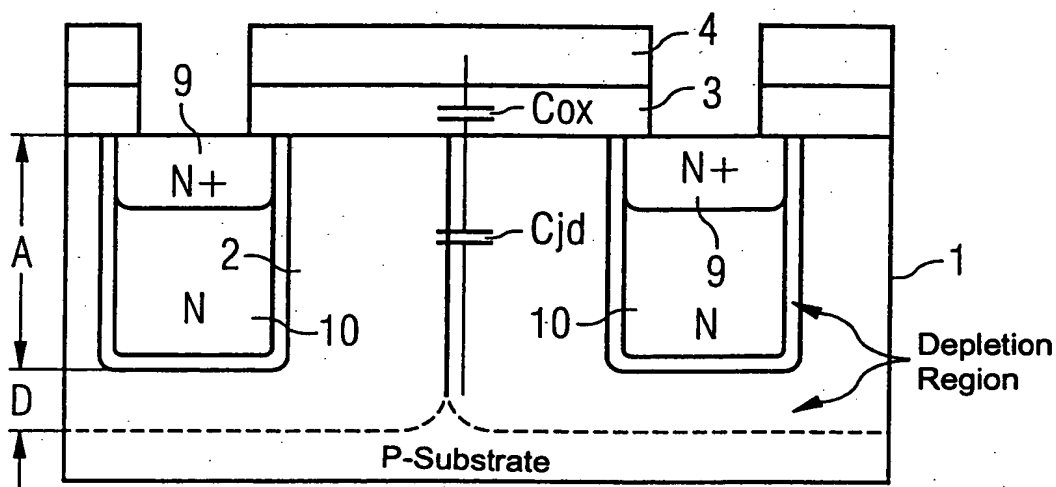 4
9
Cox
3
N+
N+
A
2
Cjd
9
1
N
10
10
N
Depletion
Region
D
P-Substrate